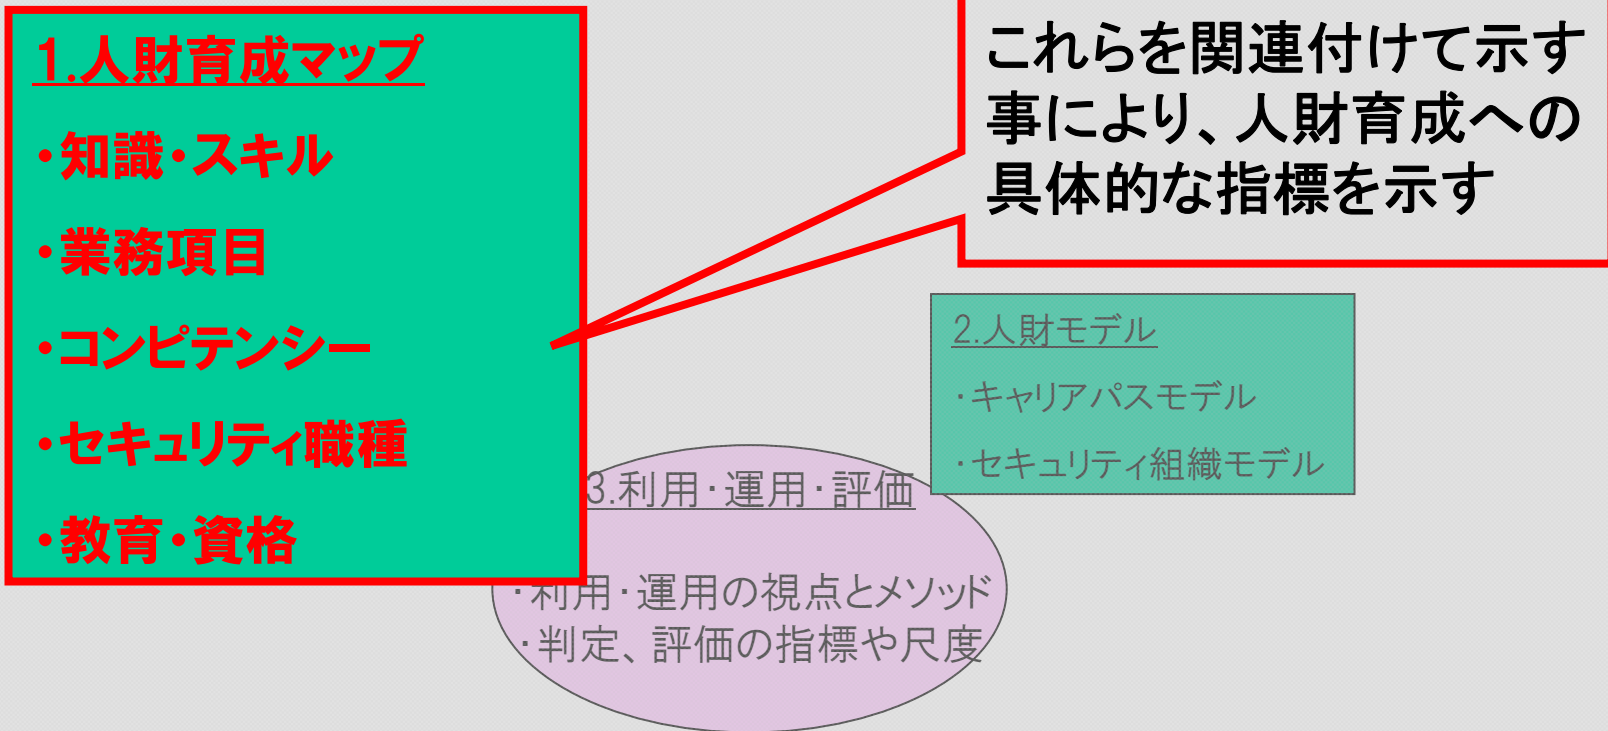 1.人財育成マップ
・知識・スキル
・業務項目
・コンピテンシー
・セキュリティ職種
・教育・資格
これらを関連付けて示す
事により、人財育成への
具体的な指標を示す
2.人財モデル
・キャリアパスモデル
・セキュリティ組織モデル
3.利用・運用・評価
・利用・運用の視点とメソッド
・判定、評価の指標や尺度